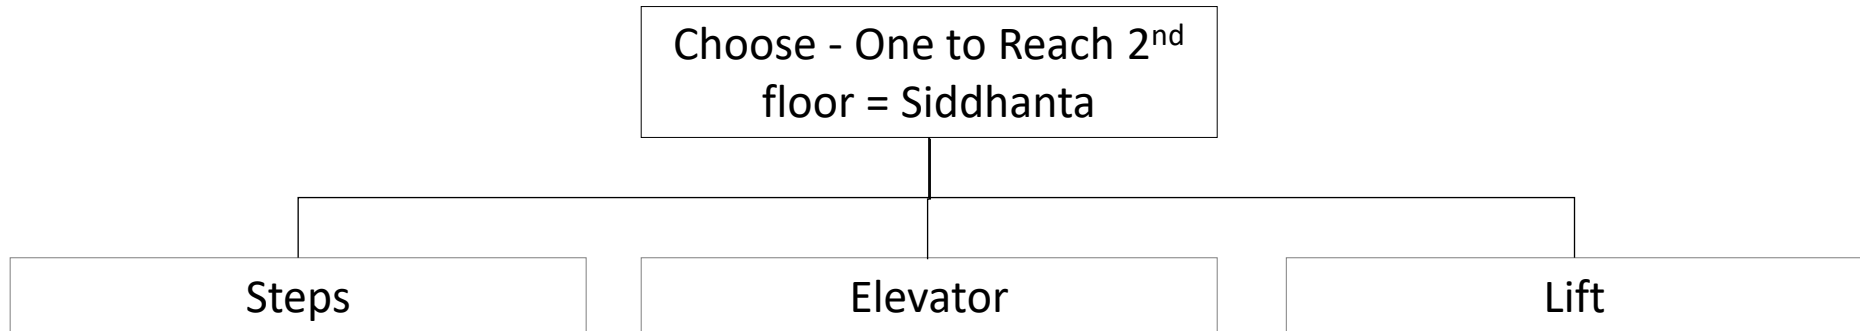 Choose - One to Reach 2nd
floor = Siddhanta
Steps
Elevator
Lift